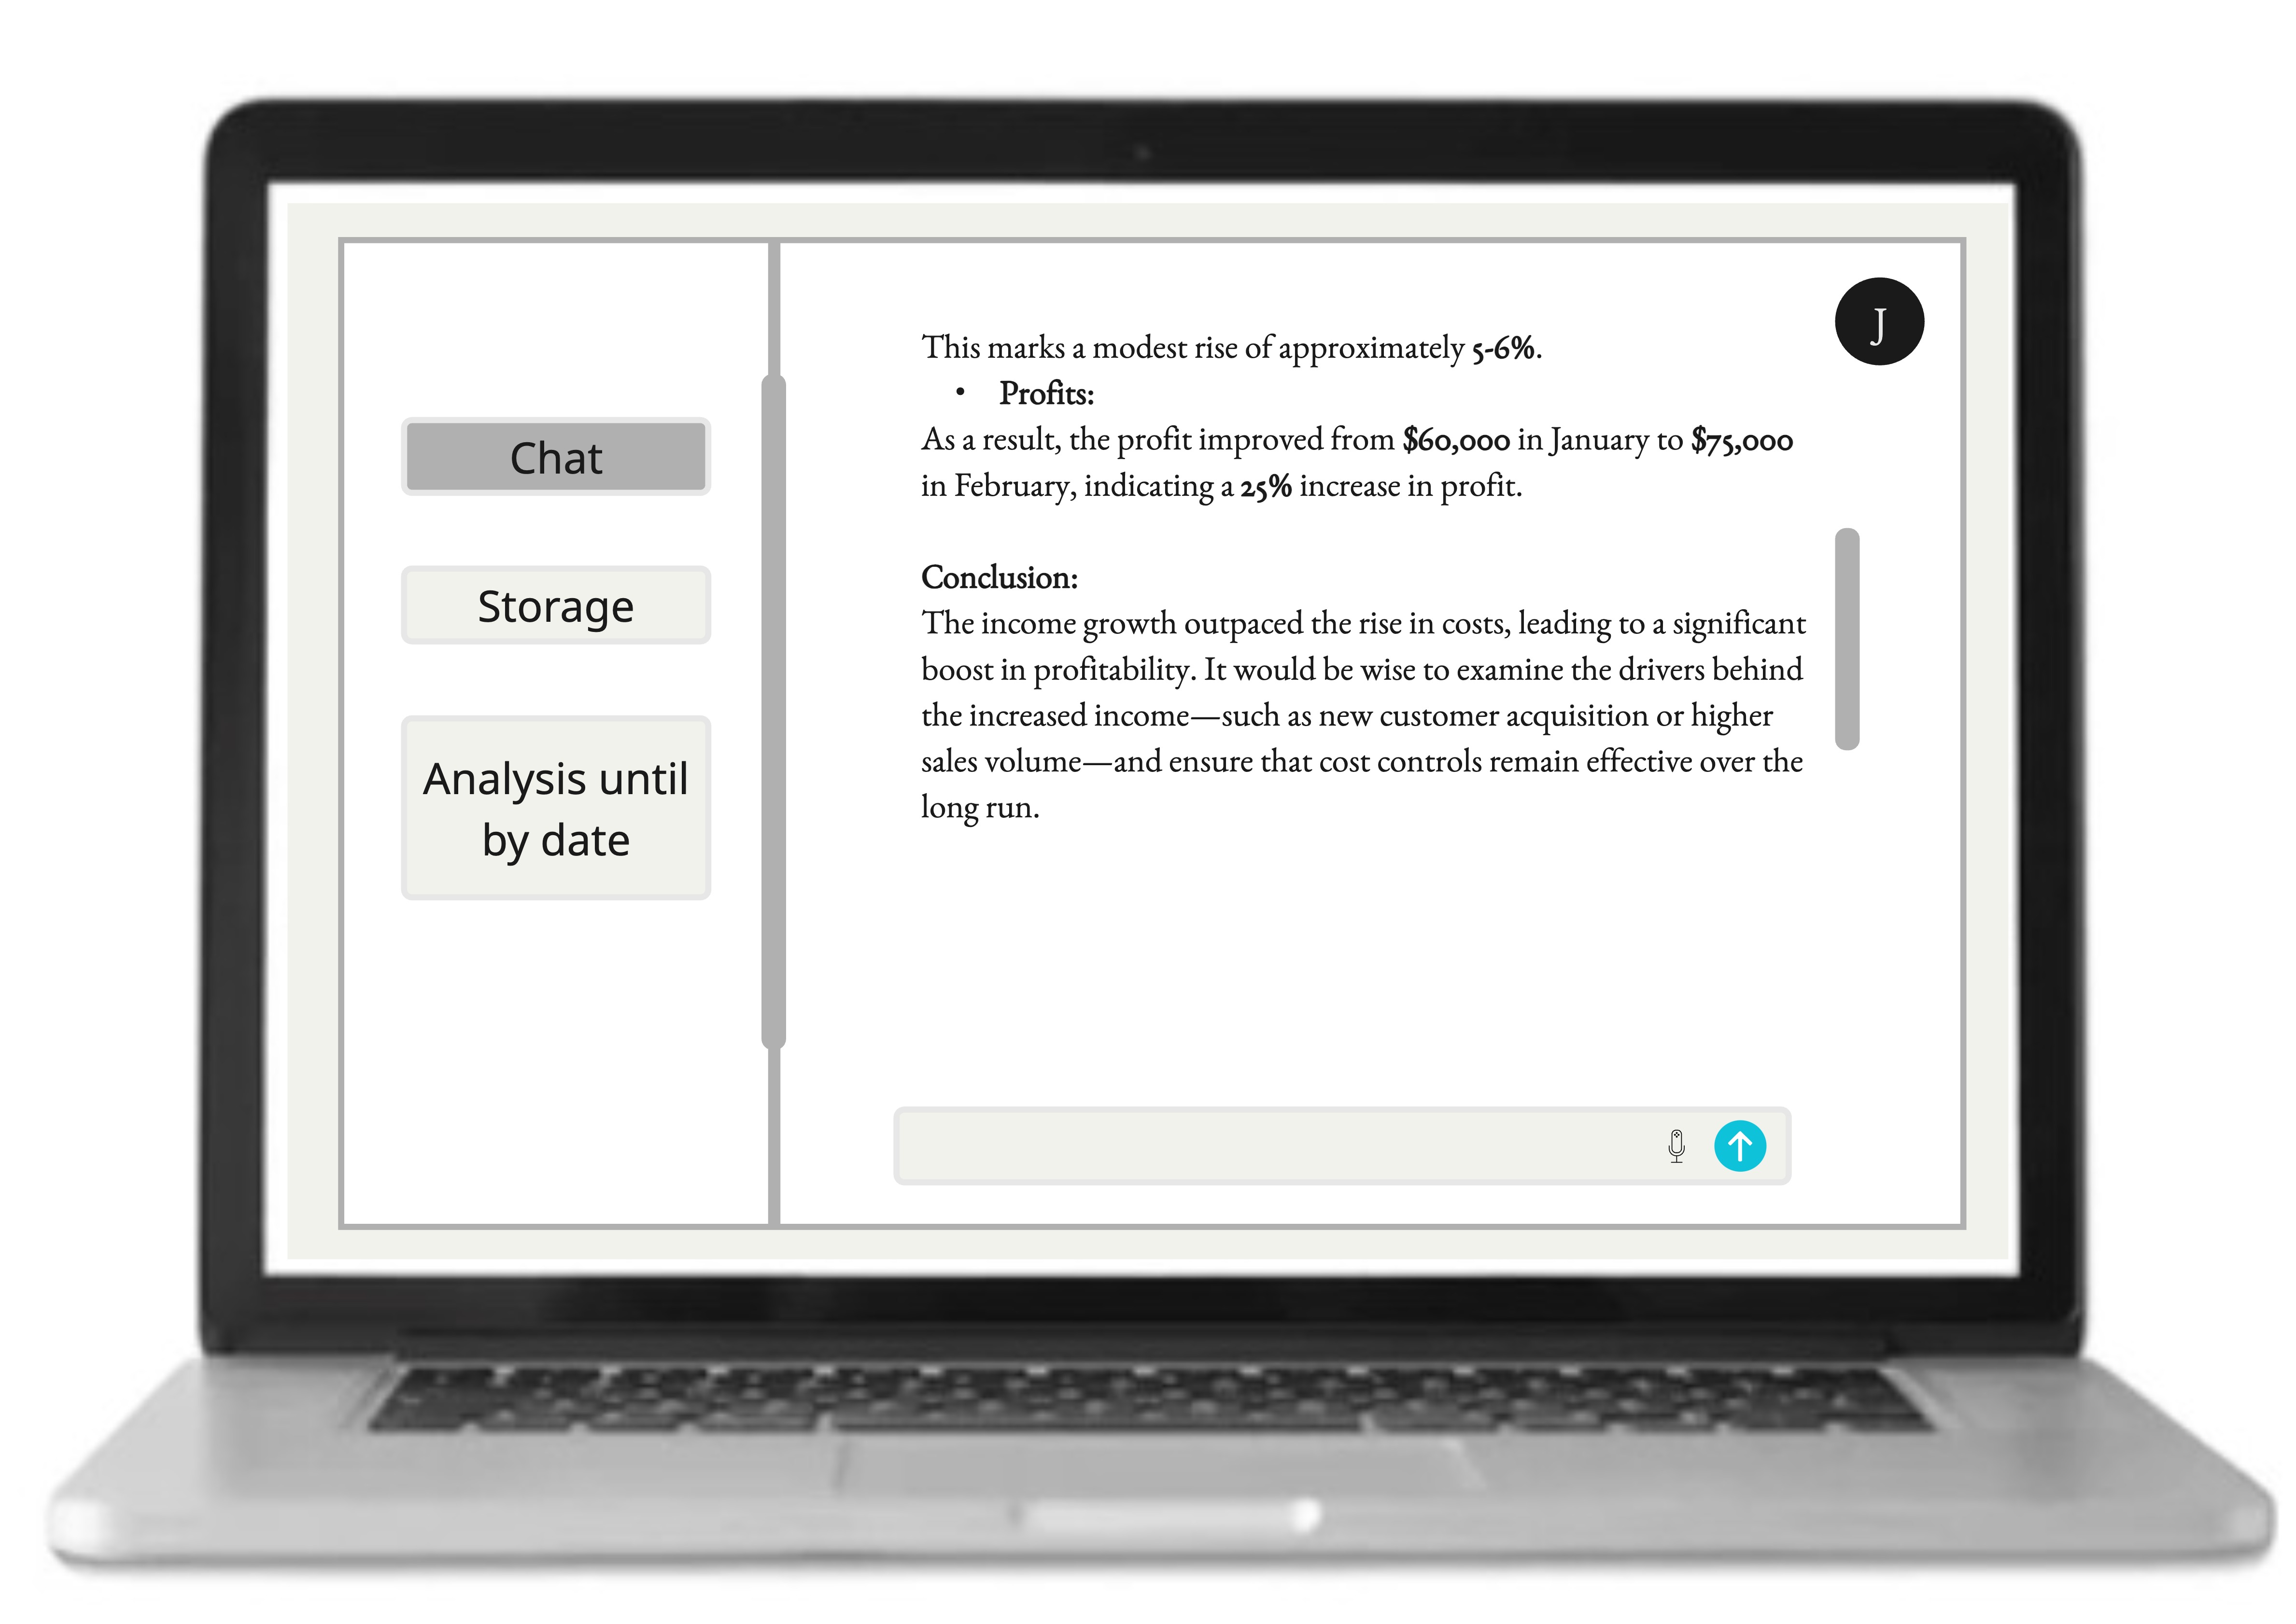 Chat
Storage
Analysis until
by date
J
This marks a modest rise of approximately 5-6%.
• Profits:
As a result, the profit improved from $60,000 in January to $75,000
in February, indicating a 25% increase in profit.
Conclusion:
The income growth outpaced the rise in costs, leading to a significant
boost in profitability. It would be wise to examine the drivers behind
the increased income—such as new customer acquisition or higher
sales volume—and ensure that cost controls remain effective over the
long run.